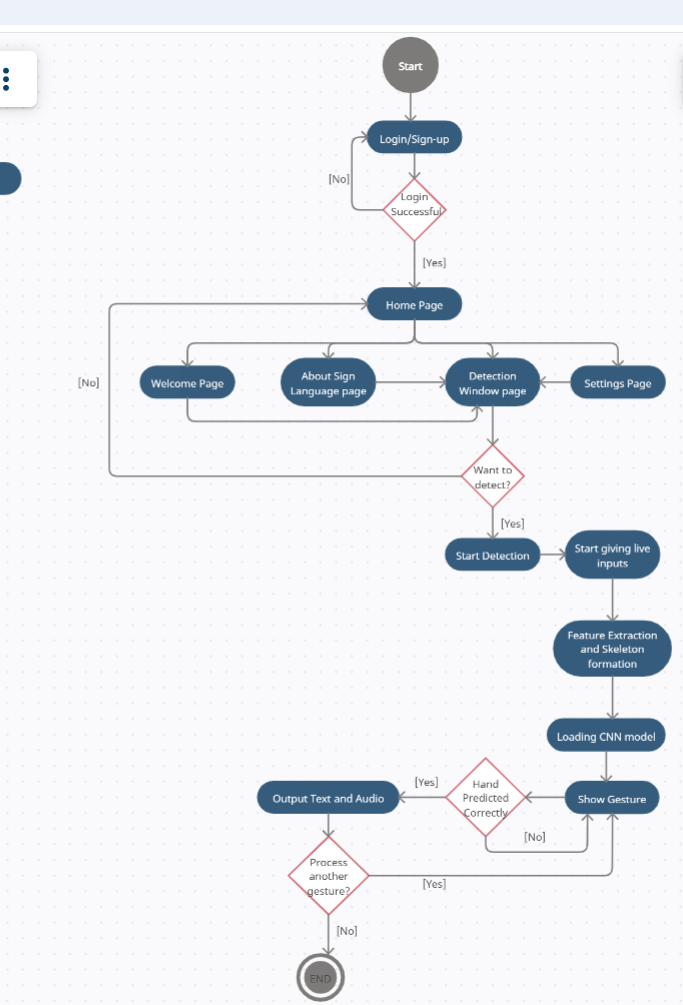 Start
Login/Sign-up
[No]
Login
Successful
[Yes]
Home Page
[No]
Welcome Page
About Sign
Language page
Detection
Window page
Settings Page
Want to
detect?
[Yes]
Start Detection
Start giving live
inputs
Feature Extraction
and Skeleton
formation
Loading CNN model
Show Gesture
Hand
Predicted
Correctly
[Yes]
[No]
Output Text and Audio
Process
another
gesture?
[Yes]
[No]
END